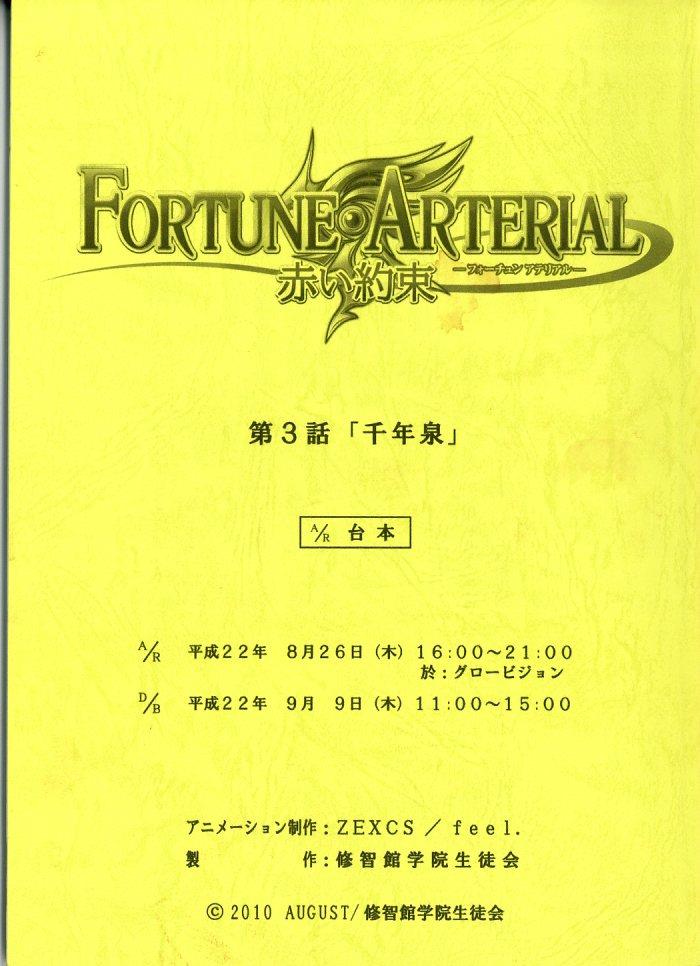 FORTUNE ARTERIAL
赤い約束 ―フォーチュン アテリアル―
第3話「千年泉」
A/R 台本
A/R 平成22年 8月26日（木）16:00～21:00
於：グロービジョン
D/B 平成22年 9月 9日（木）11:00～15:00
アニメーション制作：ZEXCS／feel.
製作：修智館学院生徒会
©2010 AUGUST/修智館学院生徒会